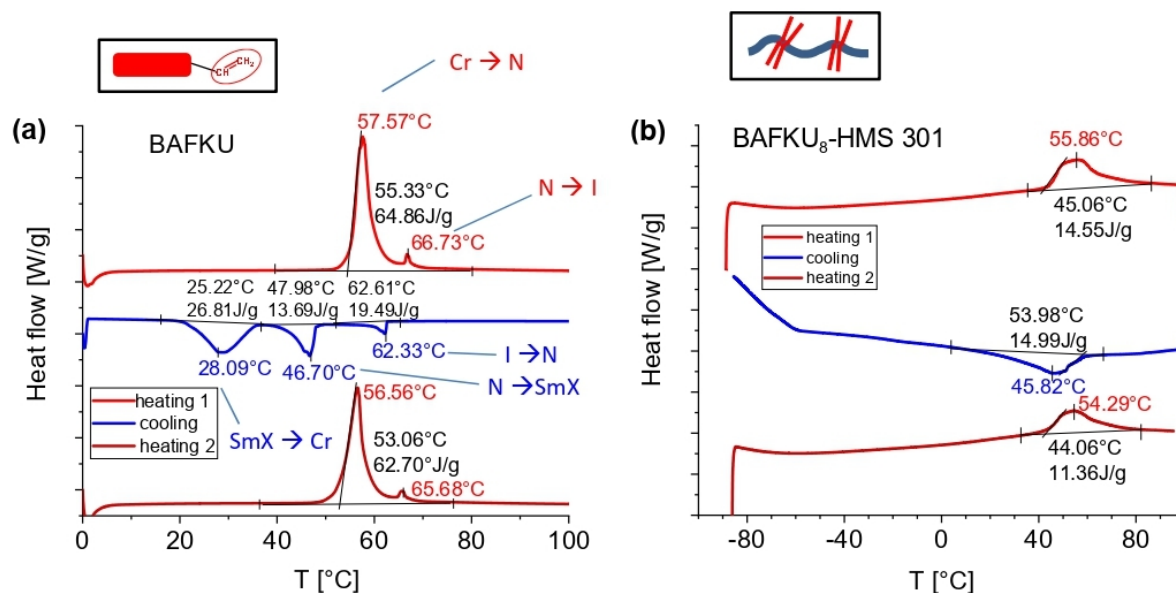 CH
CH₂
Cr → N
(a)
BAFKU
57.57°C
55.33°C
64.86J/g
N → I
66.73°C
25.22°C
26.81J/g
47.98°C
13.69J/g
62.61°C
19.49J/g
28.09°C
46.70°C
62.33°C
I → N
N →SmX
SmX → Cr
heating 1
cooling
heating 2
56.56°C
53.06°C
62.70°J/g
65.68°C
0
20
40
60
80
100
T [°C]
Heat flow [W/g]
(b)
BAFKU₈-HMS 301
55.86°C
45.06°C
14.55J/g
heating 1
cooling
heating 2
53.98°C
14.99J/g
45.82°C
54.29°C
44.06°C
11.36J/g
-80
-40
0
40
80
T [°C]
Heat flow [W/g]